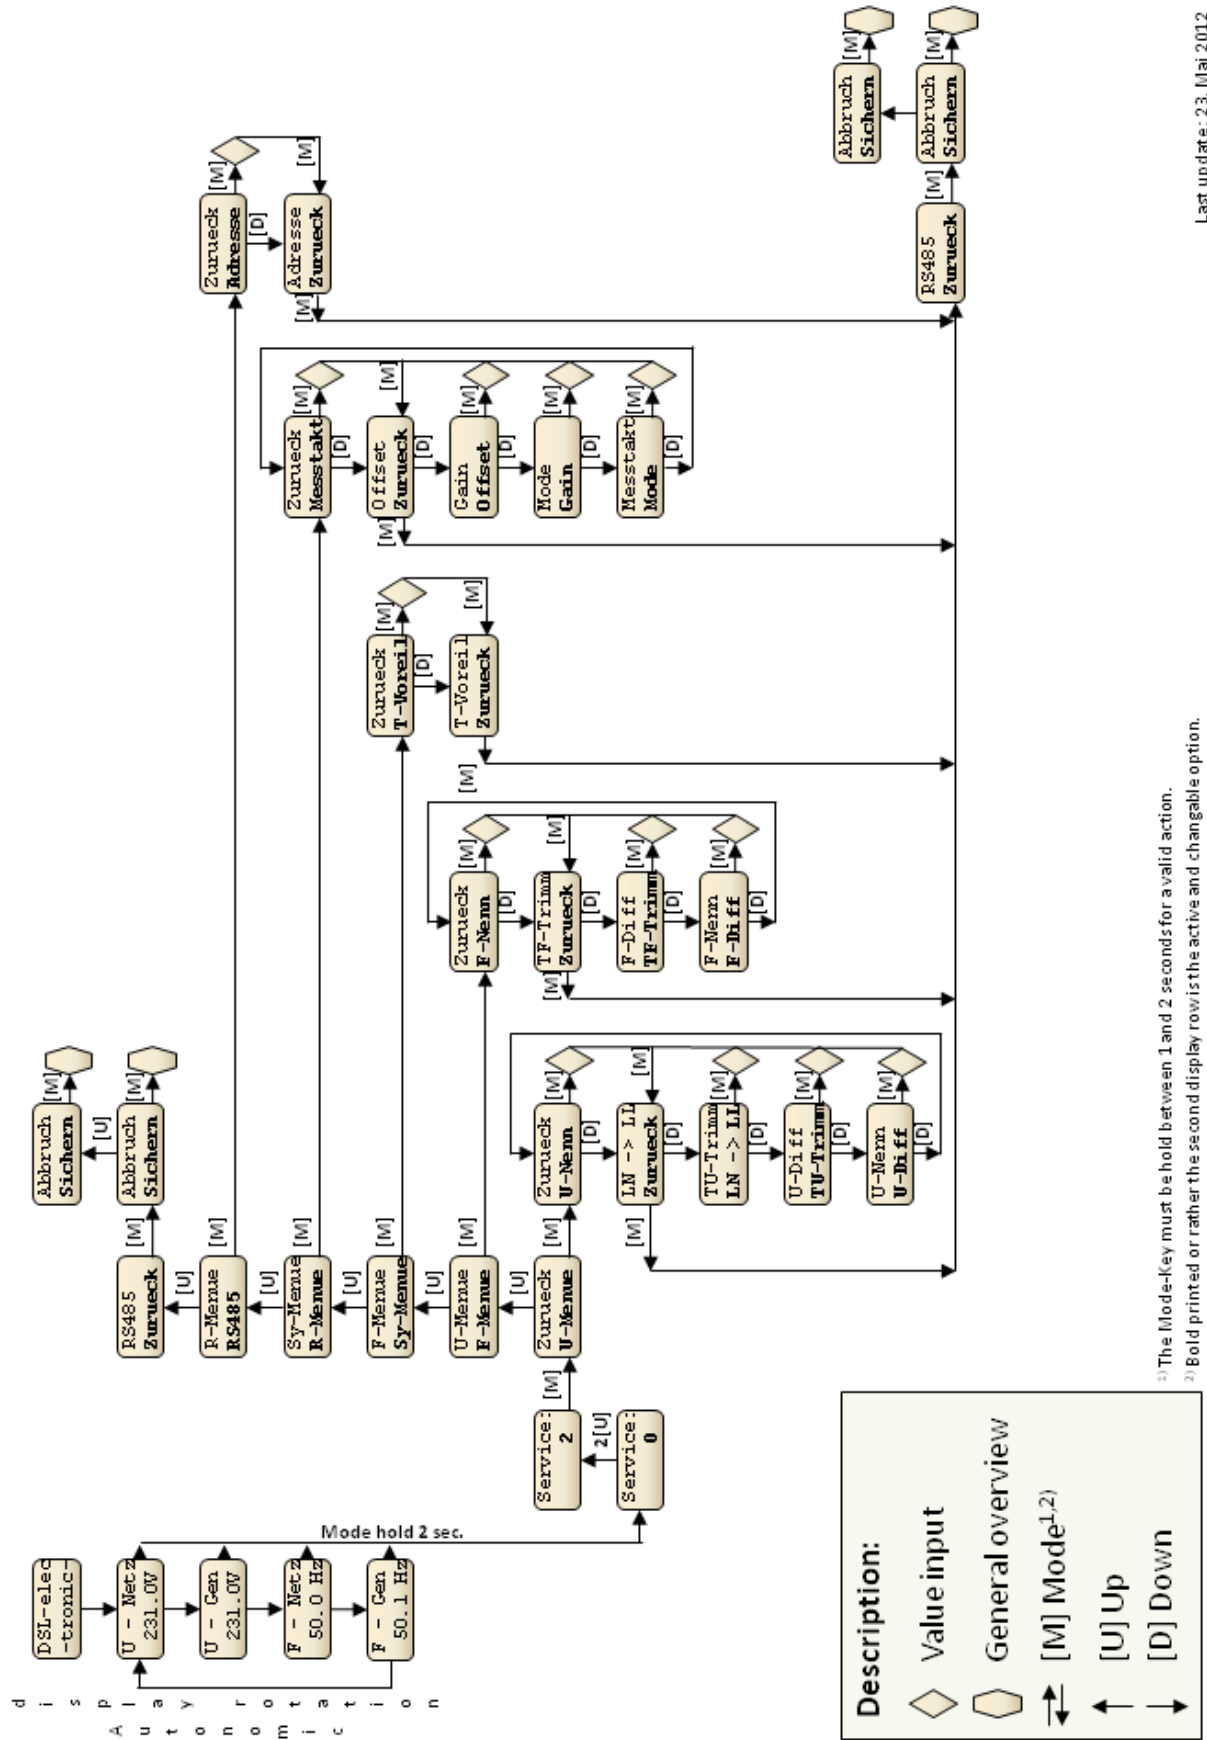 Autonomic
display rotation
DSL-elec
-tronic-
U - Netz
231.0V
U - Gen
231.0V
F - Netz
50.0 Hz
F - Gen
50.1 Hz
Mode hold 2 sec.
Service:
2
2[U]
Service:
0
[M]
RS485
Zurueck
[U]
R-Menue
RS485
[U]
Sy-Menue
R-Menue
[U]
F-Menue
Sy-Menue
[U]
U-Menue
F-Menue
[U]
Zurueck
U-Menue
[M]
[M]
[M]
[M]
[M]
[M]
Abbruch
Sichern
[M]
[U]
Abbruch
Sichern
[M]
Zurueck
U-Nenn
[M]
[D]
LN -> LL
Zurueck
[M]
[M]
[D]
TU-Trimm
LN -> LL
[M]
[D]
U-Diff
TU-Trimm
[M]
[D]
U-Nenn
U-Diff
[M]
[D]
Zurueck
F-Nenn
[M]
[D]
TF-Trimm
Zurueck
[M]
[M]
[D]
F-Diff
TF-Trimm
[M]
[D]
F-Nenn
F-Diff
[M]
[D]
Zurueck
T-Voreil
[M]
[D]
T-Voreil
Zurueck
[M]
[M]
Zurueck
Messtakt
[M]
[D]
Offset
Zurueck
[M]
[M]
[D]
Gain
Offset
[M]
[D]
Mode
Gain
[M]
[D]
Messtakt
Mode
[M]
[D]
Zurueck
Adresse
[M]
[D]
Adresse
Zurueck
[M]
[M]
RS485
Zurueck
[M]
Abbruch
Sichern
[M]
Abbruch
Sichern
[M]
Description:
Value input
General overview
[M] Mode1,2)
[U] Up
[D] Down
1) The Mode-Key must be hold between 1 and 2 seconds for a valid action.
2) Bold printed or rather the second display row is the active and changable option.
Last update: 23. Mai 2012